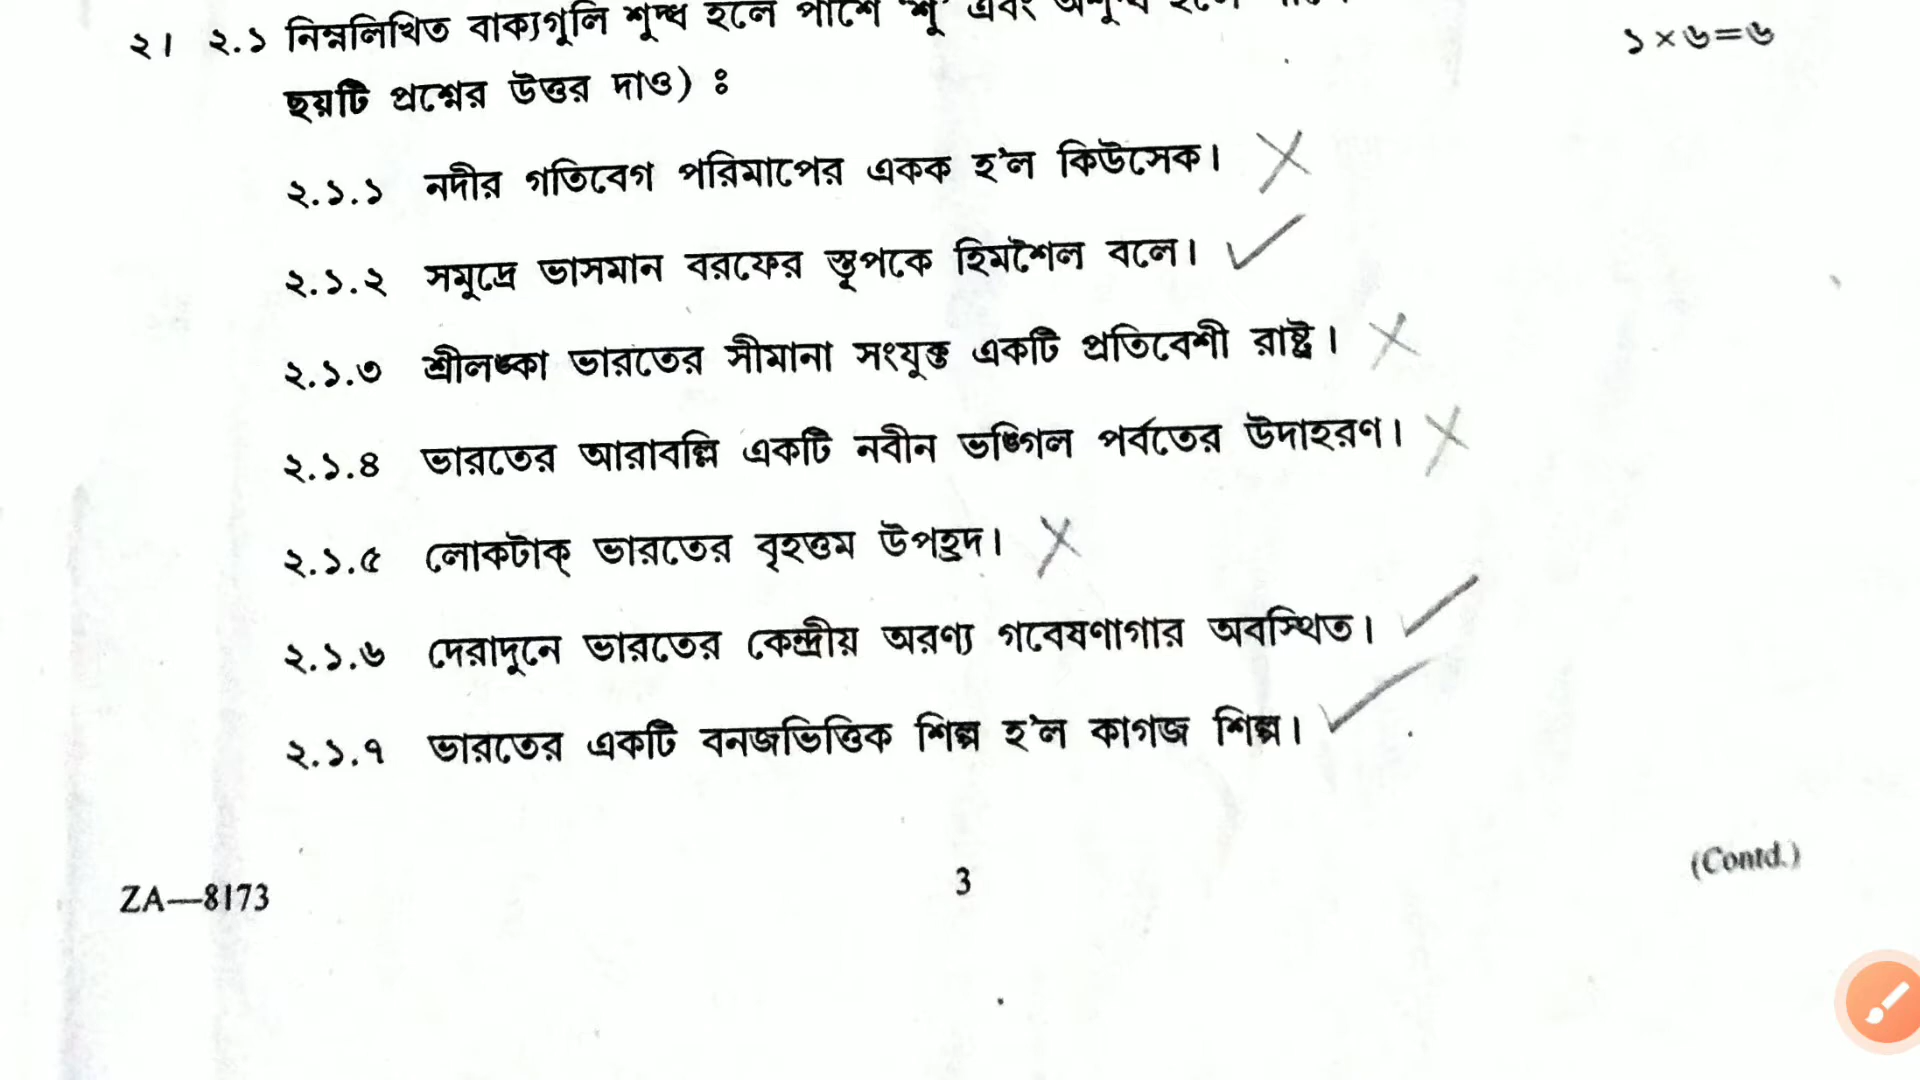 ২। ২.১ নিম্নলিখিত বাক্যগুলি শুদ্ধ হলে পাশে 'শু' এবং অশুদ্ধ হলে ১×৬=৬
ছয়টি প্রশ্নের উত্তর দাও) ঃ
২.১.১ নদীর গতিবেগ পরিমাপের একক হ'ল কিউসেক।
২.১.২ সমুদ্রে ভাসমান বরফের স্তূপকে হিমশৈল বলে।
২.১.৩ শ্রীলঙ্কা ভারতের সীমানা সংযুক্ত একটি প্রতিবেশী রাষ্ট্র।
২.১.৪ ভারতের আরাবল্লি একটি নবীন ভঙ্গিল পর্বতের উদাহরণ।
২.১.৫ লোকটাক্ ভারতের বৃহত্তম উপহ্রদ।
২.১.৬ দেরাদুনে ভারতের কেন্দ্রীয় অরণ্য গবেষণাগার অবস্থিত।
২.১.৭ ভারতের একটি বনজভিত্তিক শিল্প হ'ল কাগজ শিল্প।
(Contd.)
ZA—8173 3